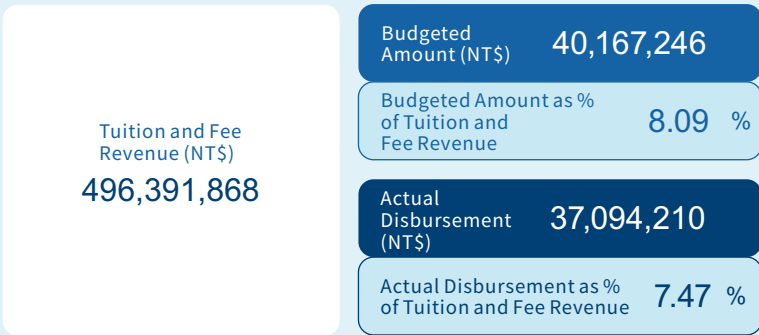 Tuition and Fee
Revenue (NT$)
496,391,868
Budgeted
Amount (NT$)
40,167,246
Budgeted Amount as %
of Tuition and
Fee Revenue
8.09 %
Actual
Disbursement
(NT$)
37,094,210
Actual Disbursement as %
of Tuition and Fee Revenue
7.47 %